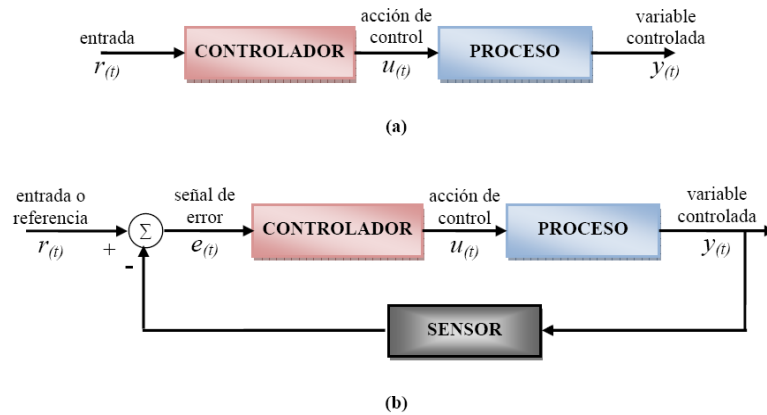 entrada
r(t)
CONTROLADOR
acción de
control
u(t)
PROCESO
variable
controlada
y(t)
(a)
entrada o
referencia
r(t)
+
-
Σ
señal de
error
e(t)
CONTROLADOR
acción de
control
u(t)
PROCESO
variable
controlada
y(t)
SENSOR
(b)